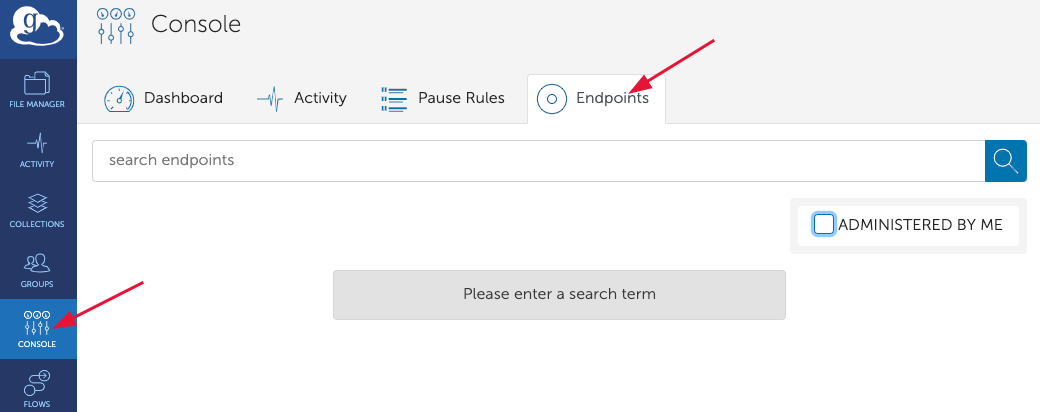 g
Console
Dashboard
Activity
Pause Rules
Endpoints
search endpoints
ADMINISTERED BY ME
Please enter a search term
FILE MANAGER
ACTIVITY
COLLECTIONS
GROUPS
CONSOLE
FLOWS